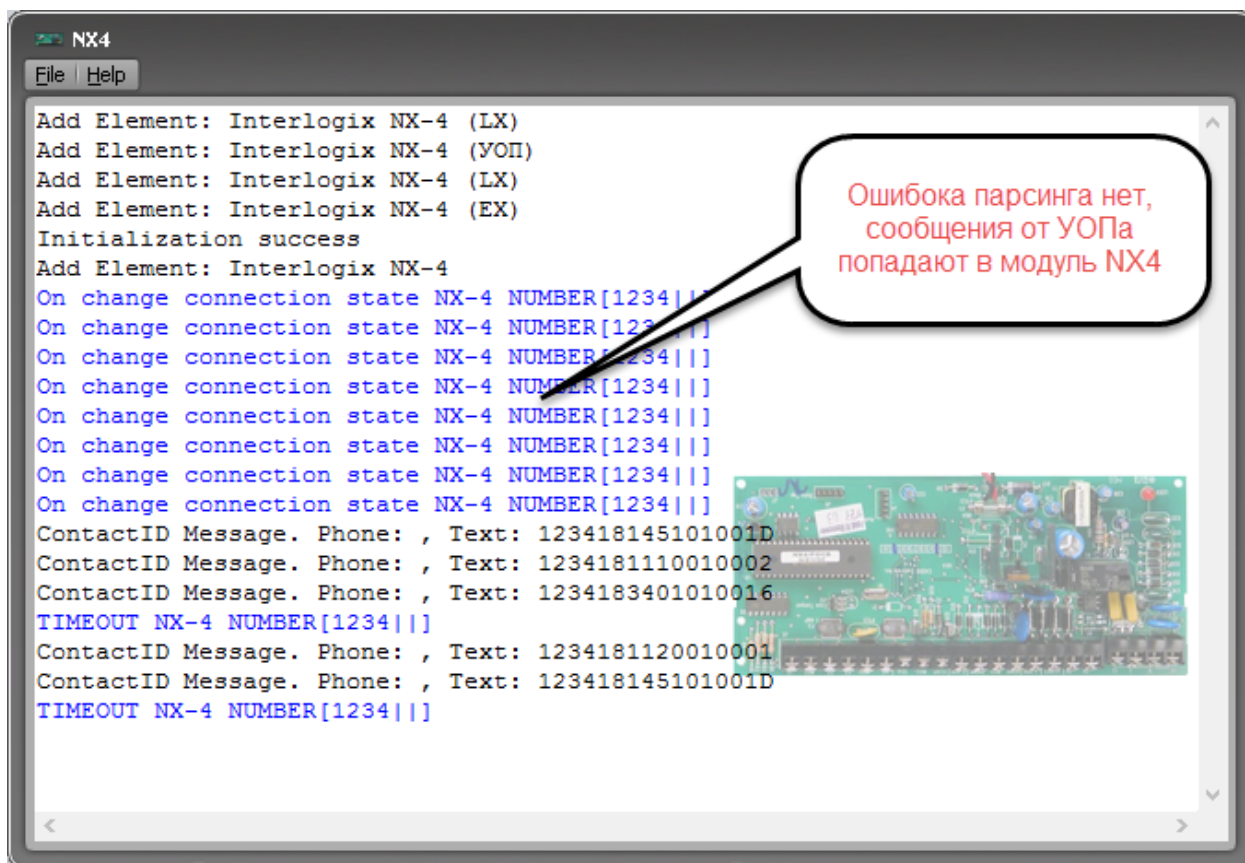 NX4
File Help
Add Element: Interlogix NX-4 (LX)
Add Element: Interlogix NX-4 (УОП)
Add Element: Interlogix NX-4 (LX)
Add Element: Interlogix NX-4 (EX)
Initialization success
Add Element: Interlogix NX-4
On change connection state NX-4 NUMBER[1234||]
On change connection state NX-4 NUMBER[1234||]
On change connection state NX-4 NUMBER[1234||]
On change connection state NX-4 NUMBER[1234||]
On change connection state NX-4 NUMBER[1234||]
On change connection state NX-4 NUMBER[1234||]
On change connection state NX-4 NUMBER[1234||]
On change connection state NX-4 NUMBER[1234||]
ContactID Message. Phone: , Text: 123418145101001D
ContactID Message. Phone: , Text: 1234181110010002
ContactID Message. Phone: , Text: 1234183401010016
TIMEOUT NX-4 NUMBER[1234||]
ContactID Message. Phone: , Text: 1234181120010001
ContactID Message. Phone: , Text: 123418145101001D
TIMEOUT NX-4 NUMBER[1234||]
Ошибока парсинга нет,
сообщения от УОПа
попадают в модуль NX4